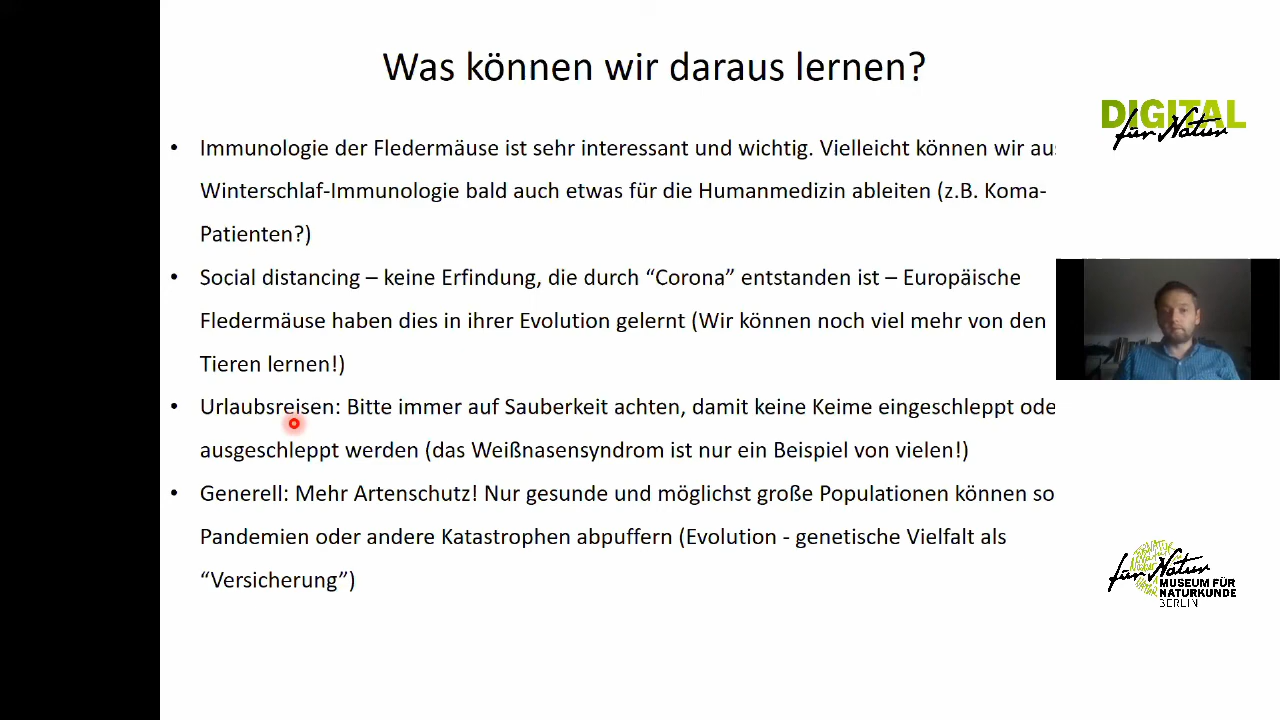 Was können wir daraus lernen?
• Immunologie der Fledermäuse ist sehr interessant und wichtig. Vielleicht können wir
Winterschlaf-Immunologie bald auch etwas für die Humanmedizin ableiten (z.B. Koma-
Patienten?)
• Social distancing – keine Erfindung, die durch “Corona” entstanden ist – Europäische
Fledermäuse haben dies in ihrer Evolution gelernt (Wir können noch viel mehr von den
Tieren lernen!)
• Urlaubsreisen: Bitte immer auf Sauberkeit achten, damit keine Keime eingeschleppt
ausgeschleppt werden (das Weißnasensyndrom ist nur ein Beispiel von vielen!)
• Generell: Mehr Artenschutz! Nur gesunde und möglichst große Populationen können so
Pandemien oder andere Katastrophen abpuffern (Evolution - genetische Vielfalt als
“Versicherung”)
DIGITAL
für Natur
für Natur
MUSEUM FÜR
NATURKUNDE
BERLIN